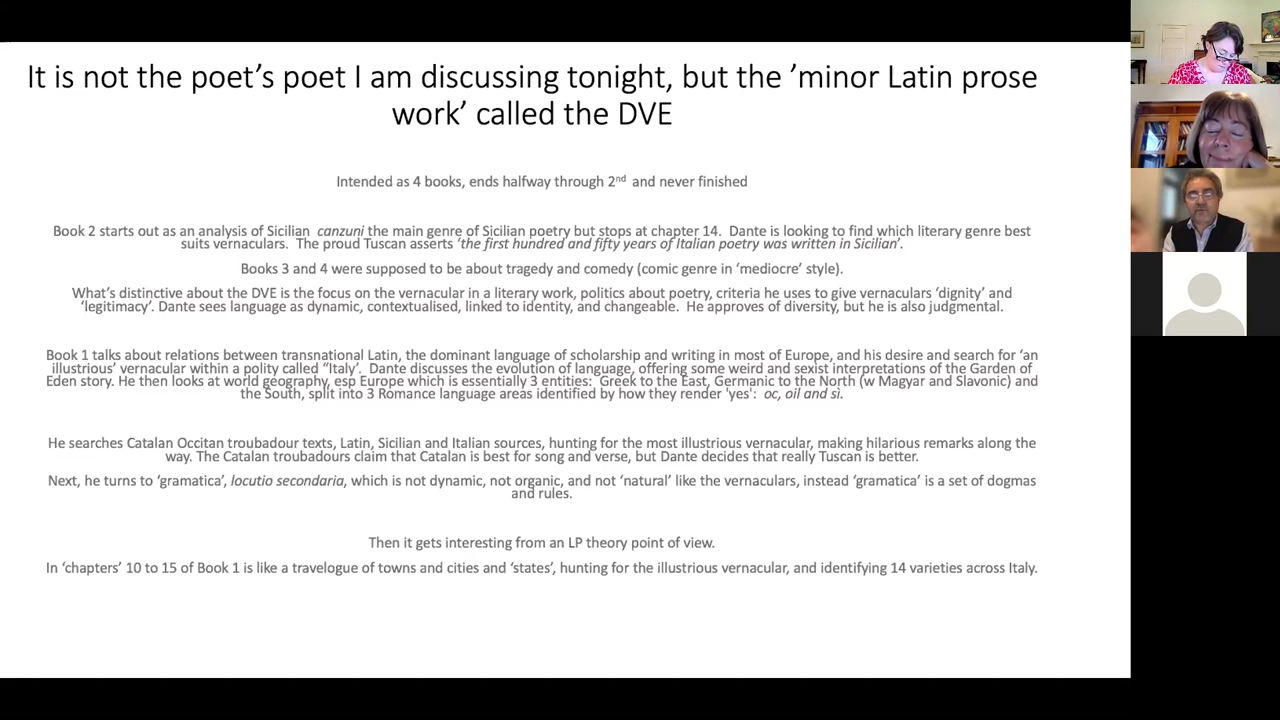 It is not the poet’s poet I am discussing tonight, but the ’minor Latin prose
work’ called the DVE
Intended as 4 books, ends halfway through 2nd and never finished
Book 2 starts out as an analysis of Sicilian canzuni the main genre of Sicilian poetry but stops at chapter 14. Dante is looking to find which literary genre best
suits vernaculars. The proud Tuscan asserts ‘the first hundred and fifty years of Italian poetry was written in Sicilian’.
Books 3 and 4 were supposed to be about tragedy and comedy (comic genre in ‘mediocre’ style).
What’s distinctive about the DVE is the focus on the vernacular in a literary work, politics about poetry, criteria he uses to give vernaculars ‘dignity’ and
‘legitimacy’. Dante sees language as dynamic, contextualised, linked to identity, and changeable. He approves of diversity, but he is also judgmental.
Book 1 talks about relations between transnational Latin, the dominant language of scholarship and writing in most of Europe, and his desire and search for ‘an
illustrious’ vernacular within a polity called “Italy’. Dante discusses the evolution of language, offering some weird and sexist interpretations of the Garden of
Eden story. He then looks at world geography, esp Europe which is essentially 3 entities: Greek to the East, Germanic to the North (w Magyar and Slavonic) and
the South, split into 3 Romance language areas identified by how they render 'yes': oc, oil and sì.
He searches Catalan Occitan troubadour texts, Latin, Sicilian and Italian sources, hunting for the most illustrious vernacular, making hilarious remarks along the
way. The Catalan troubadours claim that Catalan is best for song and verse, but Dante decides that really Tuscan is better.
Next, he turns to ‘gramatica’, locutio secondaria, which is not dynamic, not organic, and not ‘natural’ like the vernaculars, instead ‘gramatica’ is a set of dogmas
and rules.
Then it gets interesting from an LP theory point of view.
In ‘chapters’ 10 to 15 of Book 1 is like a travelogue of towns and cities and ‘states’, hunting for the illustrious vernacular, and identifying 14 varieties across Italy.